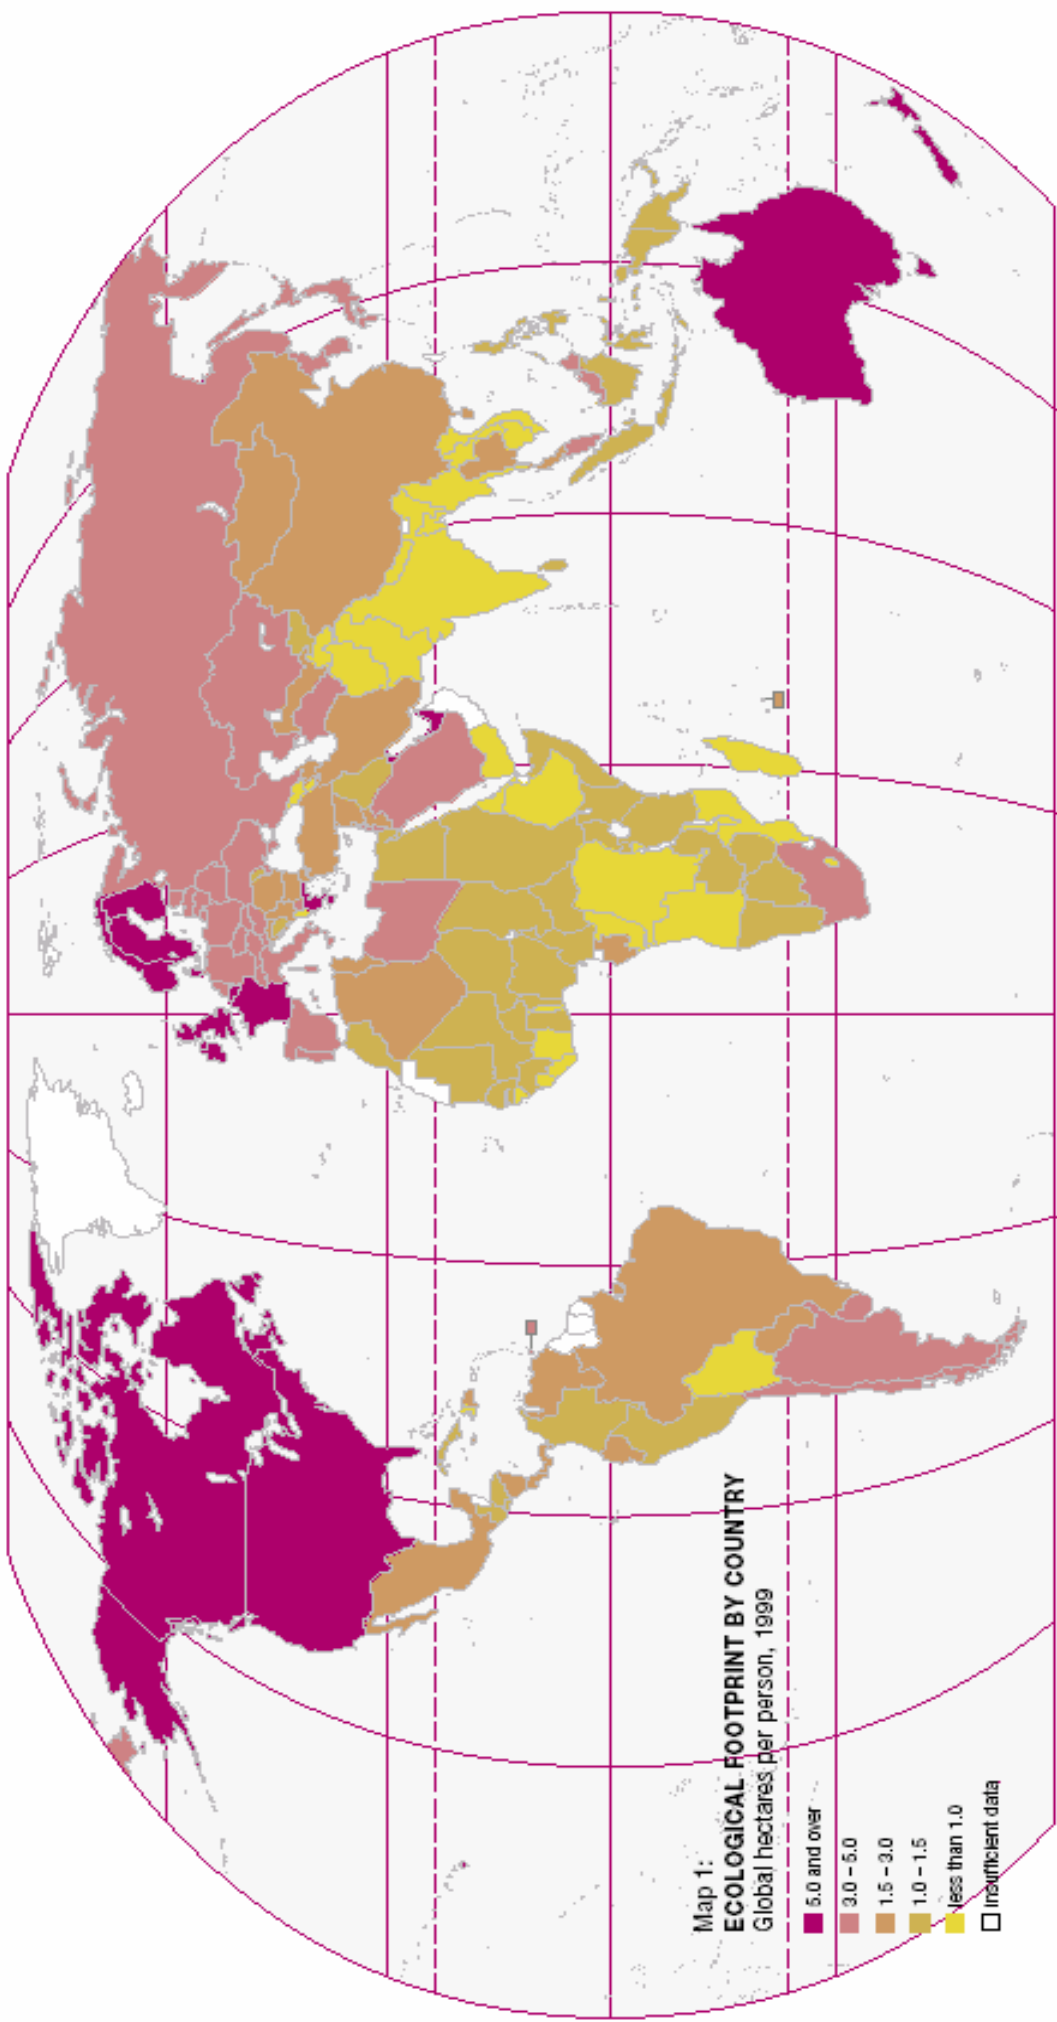 Map 1:
ECOLOGICAL FOOTPRINT BY COUNTRY
Global hectares per person, 1999
5.0 and over
3.0 – 5.0
1.5 – 3.0
1.0 – 1.5
less than 1.0
insufficient data